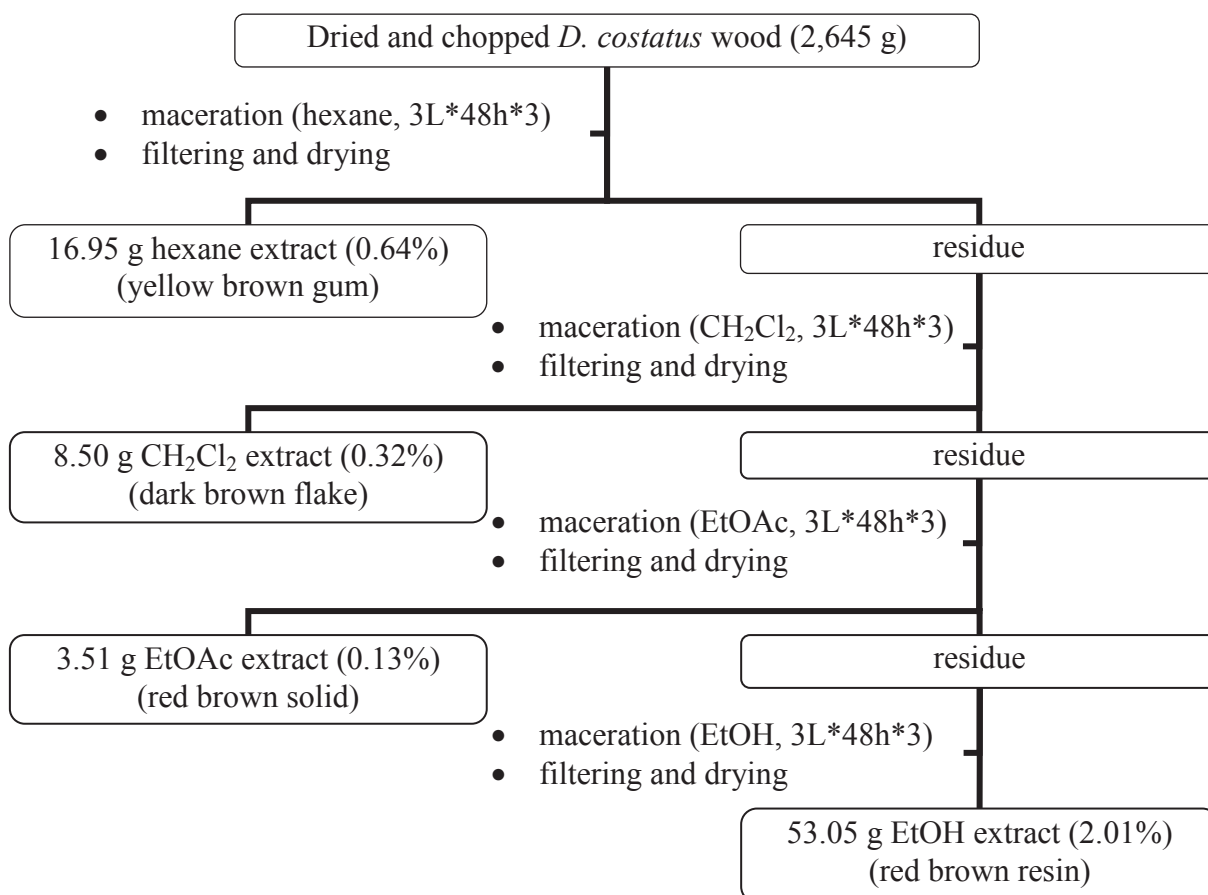 Dried and chopped D. costatus wood (2,645 g)
• maceration (hexane, 3L*48h*3)
• filtering and drying
16.95 g hexane extract (0.64%)
(yellow brown gum)
residue
• maceration (CH₂Cl₂, 3L*48h*3)
• filtering and drying
8.50 g CH₂Cl₂ extract (0.32%)
(dark brown flake)
residue
• maceration (EtOAc, 3L*48h*3)
• filtering and drying
3.51 g EtOAc extract (0.13%)
(red brown solid)
residue
• maceration (EtOH, 3L*48h*3)
• filtering and drying
53.05 g EtOH extract (2.01%)
(red brown resin)